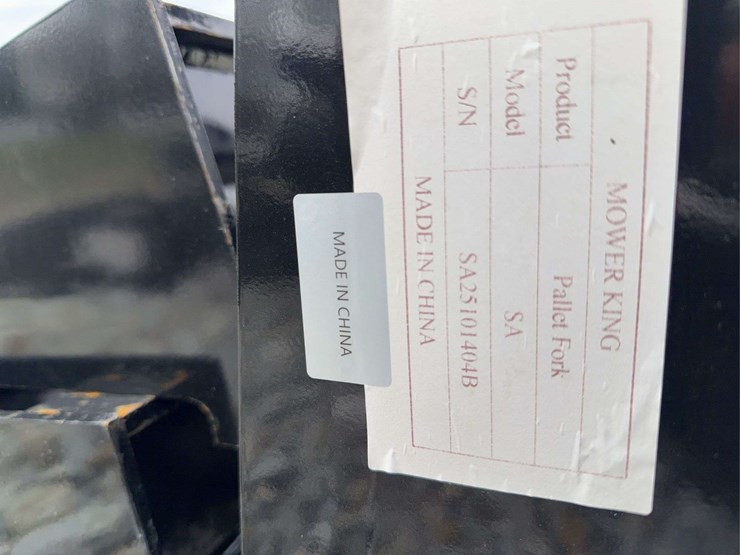 MOWER KING
Product Pallet Fork
Model SA
S/N SA25101404B
MADE IN CHINA
MADE IN CHINA